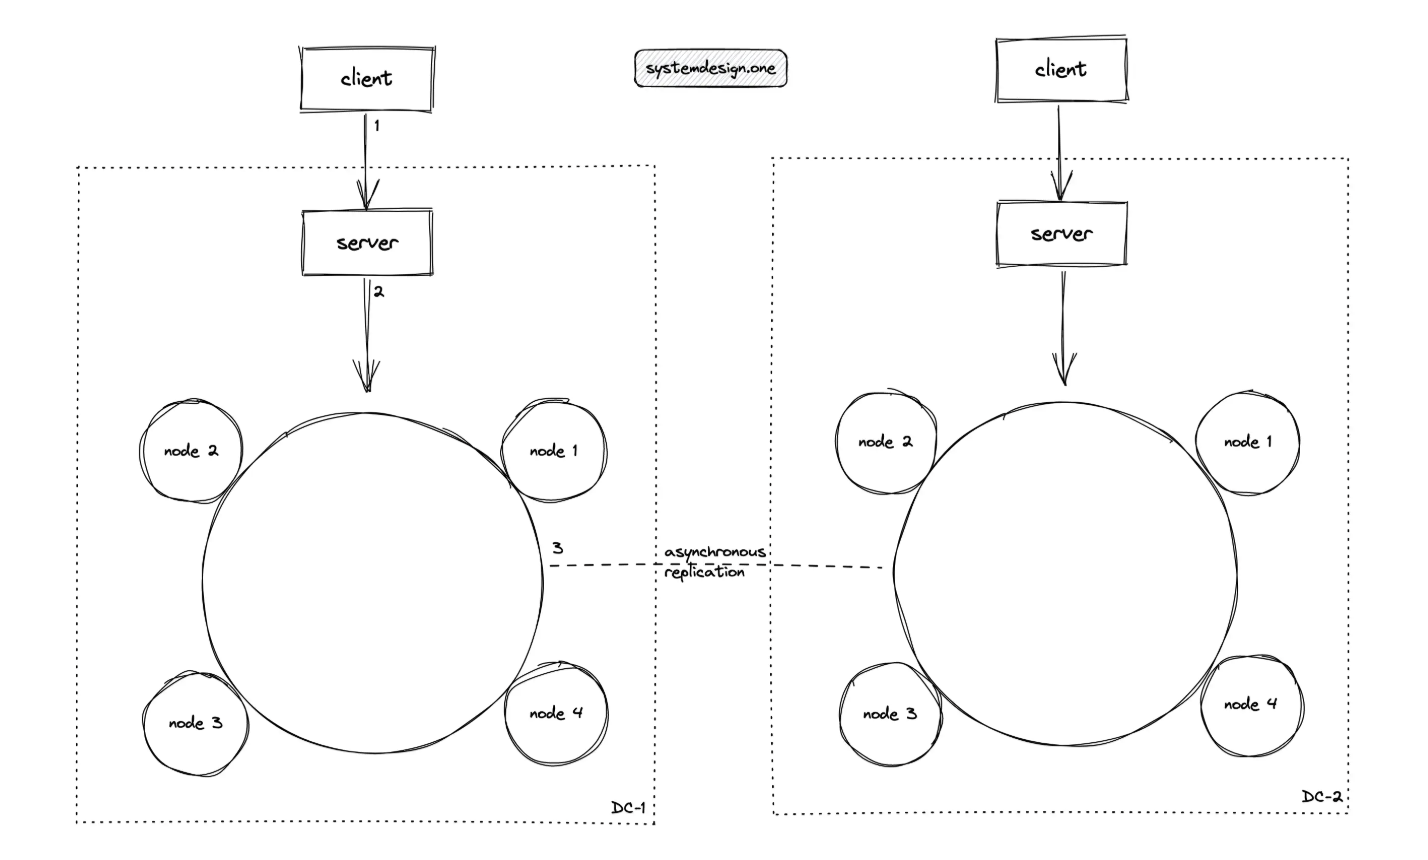 client
systemdesign.one
client
1
server
server
2
node 2
node 1
node 2
node 1
3
asynchronous
replication
node 3
node 4
node 3
node 4
DC-1
DC-2